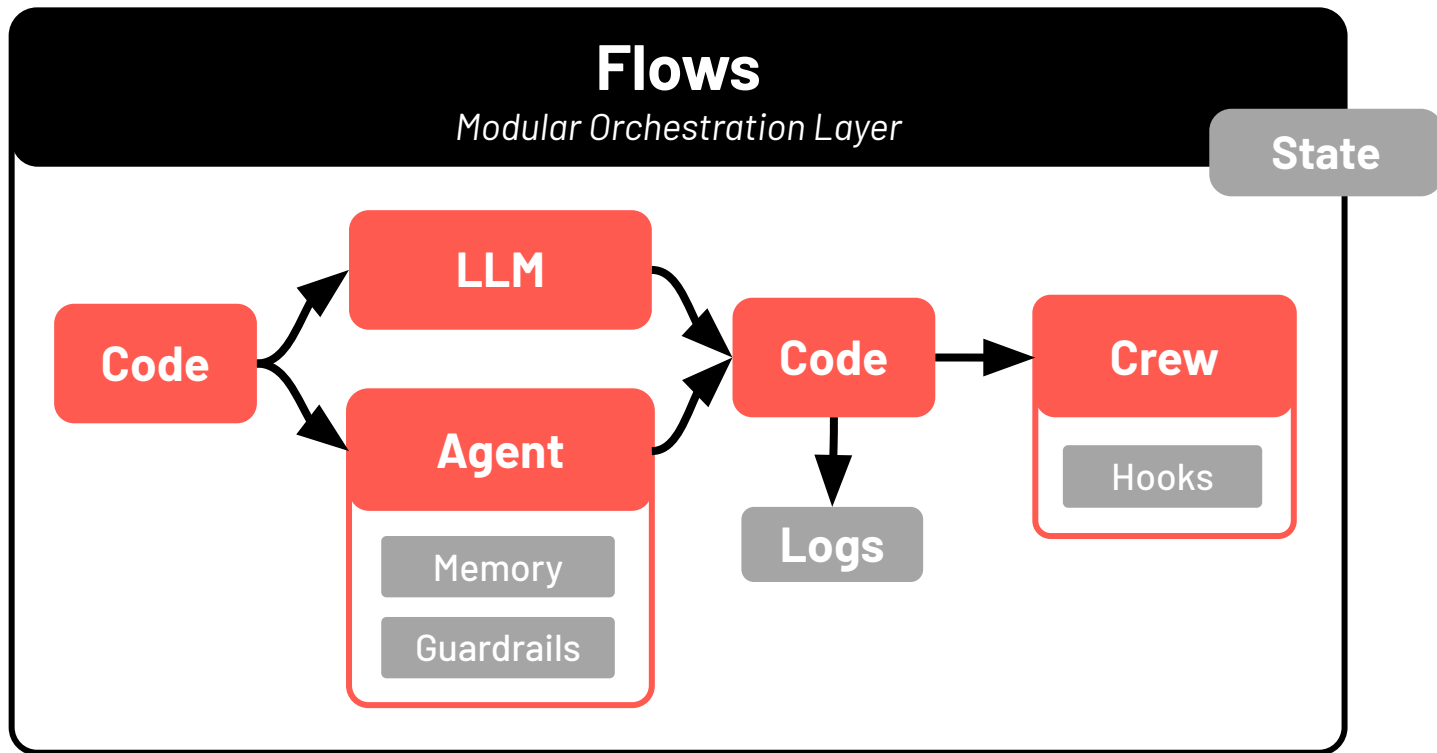 Flows
Modular Orchestration Layer
State
Code
LLM
Agent
Memory
Guardrails
Code
Logs
Crew
Hooks